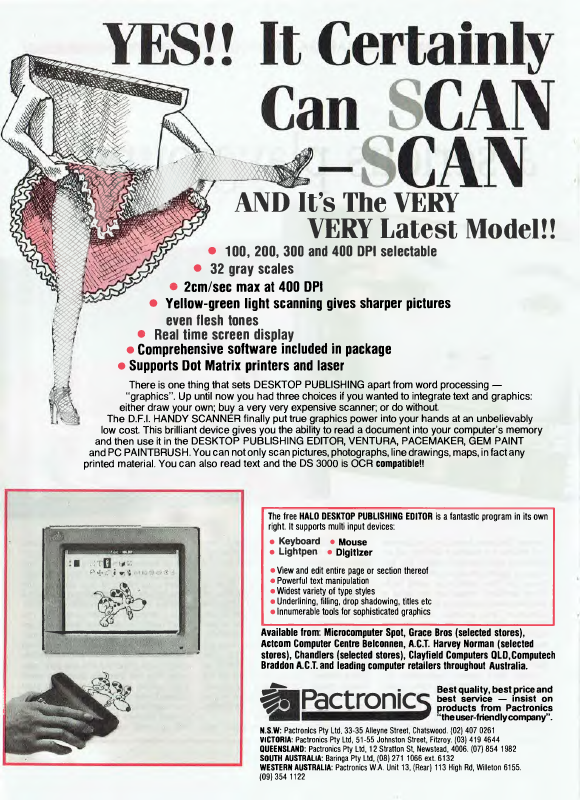 YES!! It Certainly
Can SCAN
–SCAN
AND It's The VERY
VERY Latest Model!!
● 100, 200, 300 and 400 DPI selectable
● 32 gray scales
● 2cm/sec max at 400 DPI
● Yellow-green light scanning gives sharper pictures
even flesh tones
● Real time screen display
● Comprehensive software included in package
● Supports Dot Matrix printers and laser
There is one thing that sets DESKTOP PUBLISHING apart from word processing —
"graphics". Up until now you had three choices if you wanted to integrate text and graphics:
either draw your own; buy a very very expensive scanner; or do without.
The D.F.I. HANDY SCANNER finally put true graphics power into your hands at an unbelievably
low cost. This brilliant device gives you the ability to read a document into your computer's memory
and then use it in the DESKTOP PUBLISHING EDITOR, VENTURA, PACEMAKER, GEM PAINT
and PC PAINTBRUSH. You can not only scan pictures, photographs, line drawings, maps, in fact any
printed material. You can also read text and the DS 3000 is OCR compatible!!
The free HALO DESKTOP PUBLISHING EDITOR is a fantastic program in its own
right. It supports multi input devices:
● Keyboard ● Mouse
● Lightpen ● Digitizer
● View and edit entire page or section thereof
● Powerful text manipulation
● Widest variety of type styles
● Underlining, filling, drop shadowing, titles etc
● Innumerable tools for sophisticated graphics
Available from: Microcomputer Spot, Grace Bros (selected stores),
Actcom Computer Centre Belconnen, A.C.T. Harvey Norman (selected
stores), Chandlers (selected stores), Clayfield Computers QLD, Computech
Braddon A.C.T. and leading computer retailers throughout Australia.
Pactronics
Best quality, best price and
best service — insist on
products from Pactronics
"the user-friendly company".
N.S.W: Pactronics Pty Ltd, 33-35 Alleyne Street, Chatswood. (02) 407 0261
VICTORIA: Pactronics Pty Ltd, 51-55 Johnston Street, Fitzroy. (03) 419 4644
QUEENSLAND: Pactronics Pty Ltd, 12 Stratton St, Newstead, 4006. (07) 854 1982
SOUTH AUSTRALIA: Baringa Pty Ltd, (08) 271 1066 ext. 6132
WESTERN AUSTRALIA: Pactronics W.A. Unit 13, (Rear) 113 High Rd, Willeton 6155.
(09) 354 1122